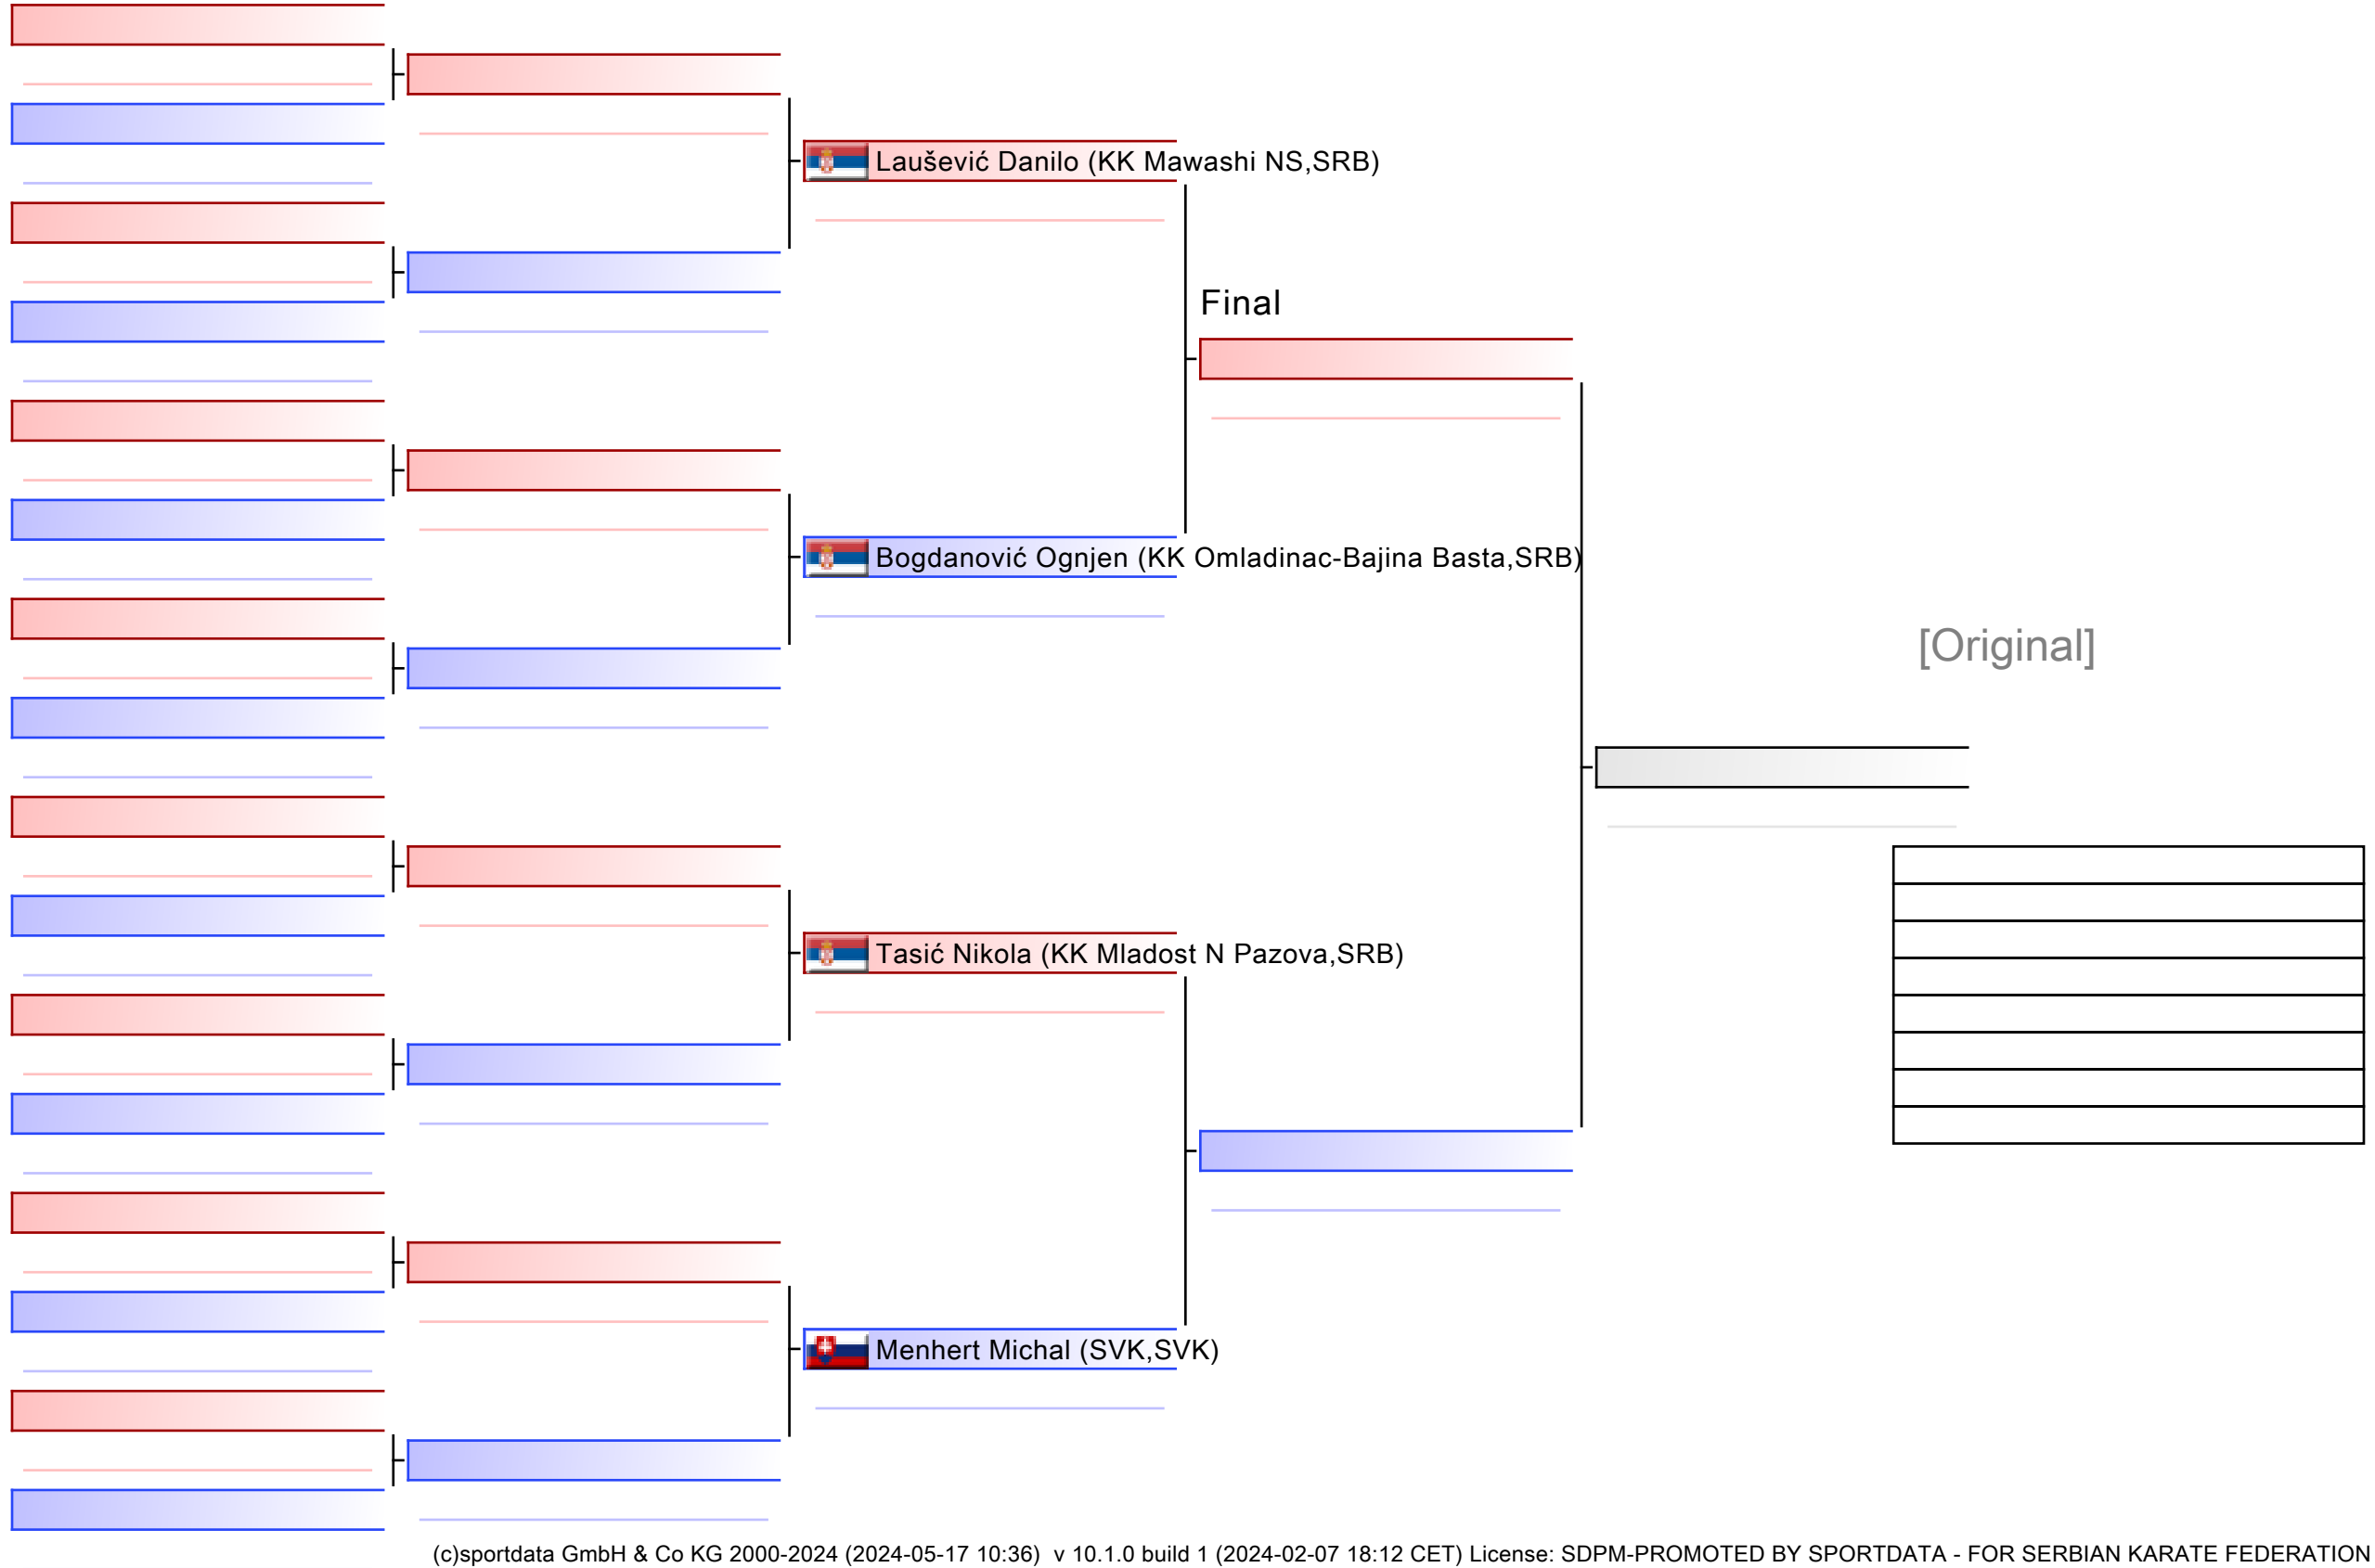 Laušević Danilo (KK Mawashi NS,SRB)
Final
Bogdanović Ognjen (KK Omladinac-Bajina Basta,SRB)
[Original]
Tasić Nikola (KK Mladost N Pazova,SRB)
Menhert Michal (SVK,SVK)
(c)sportdata GmbH & Co KG 2000-2024 (2024-05-17 10:36) v 10.1.0 build 1 (2024-02-07 18:12 CET) License: SDPM-PROMOTED BY SPORTDATA - FOR SERBIAN KARATE FEDERATION